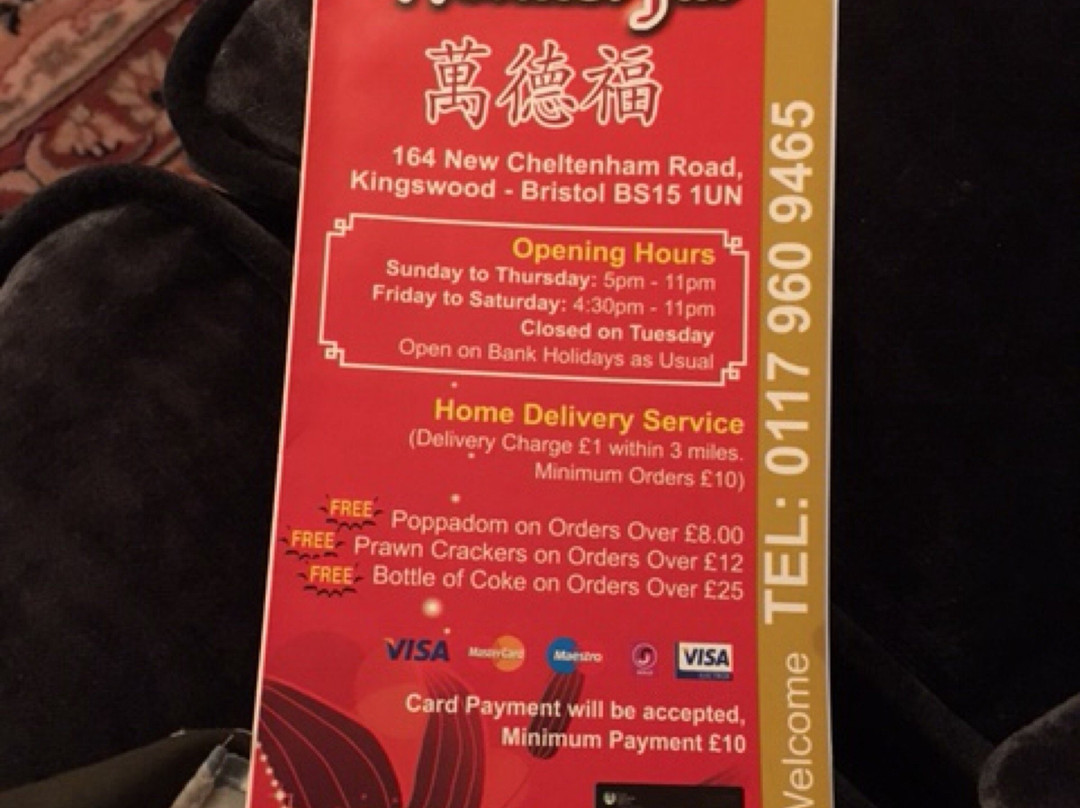 萬德福
164 New Cheltenham Road,
Kingswood - Bristol BS15 1UN
Opening Hours
Sunday to Thursday: 5pm - 11pm
Friday to Saturday: 4:30pm - 11pm
Closed on Tuesday
Open on Bank Holidays as Usual
Home Delivery Service
(Delivery Charge £1 within 3 miles.
Minimum Orders £10)
FREE Poppadom on Orders Over £8.00
FREE Prawn Crackers on Orders Over £12
FREE Bottle of Coke on Orders Over £25
VISA MasterCard Maestro VISA
Card Payment will be accepted,
Minimum Payment £10
Welcome TEL: 0117 960 9465